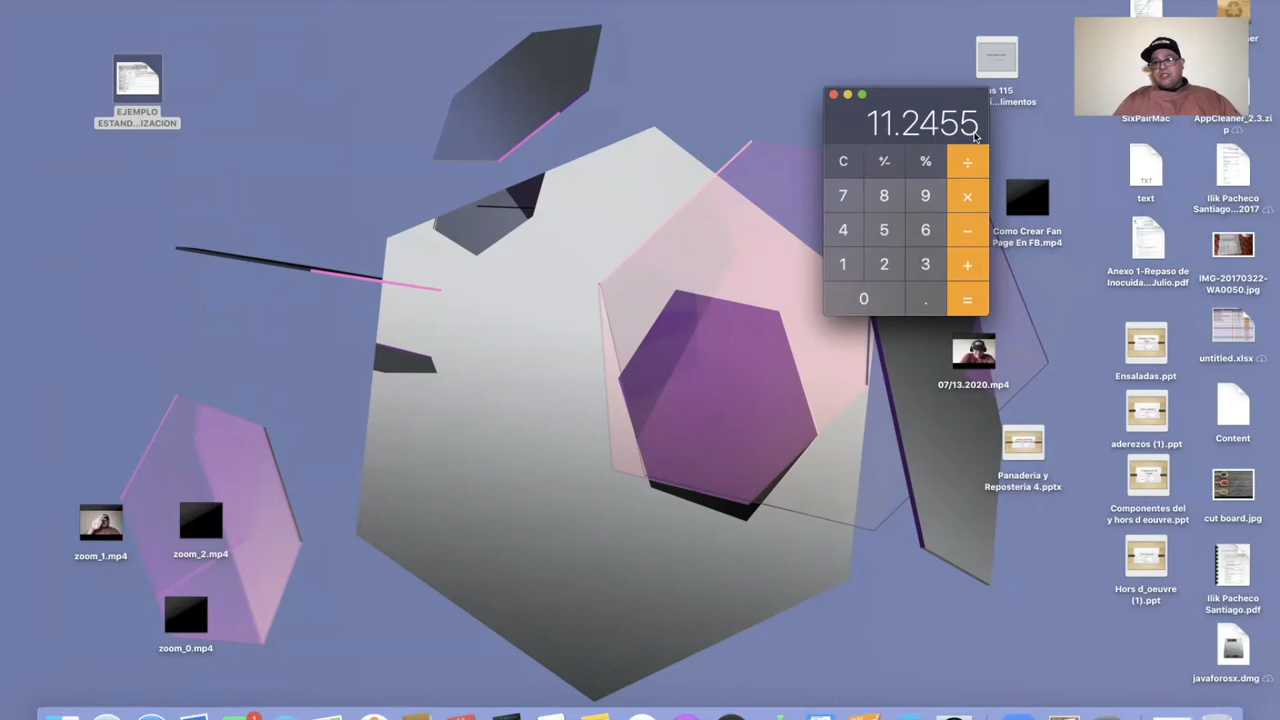 EJEMPLO
ESTAND...IZACION
11.2455
C
%
÷
7
8
9
×
4
5
6
−
1
2
3
+
0
.
=
115
...limentos
SixPairMac
AppCleaner_2.3.zi
p
text
Ilik Pacheco
Santiago...2017
Como Crear Fan
Page En FB.mp4
Anexo 1-Repaso de
Inocuida...Julio.pdf
IMG-20170322-
WA0050.jpg
07/13.2020.mp4
Ensaladas.ppt
untitled.xlsx
aderezos (1).ppt
Content
Panaderia y
Reposteria 4.pptx
Componentes del
y hors d oeuvre.ppt
cut board.jpg
Hors d_oeuvre
(1).ppt
Ilik Pacheco
Santiago.pdf
javaforosx.dmg
zoom_1.mp4
zoom_2.mp4
zoom_0.mp4